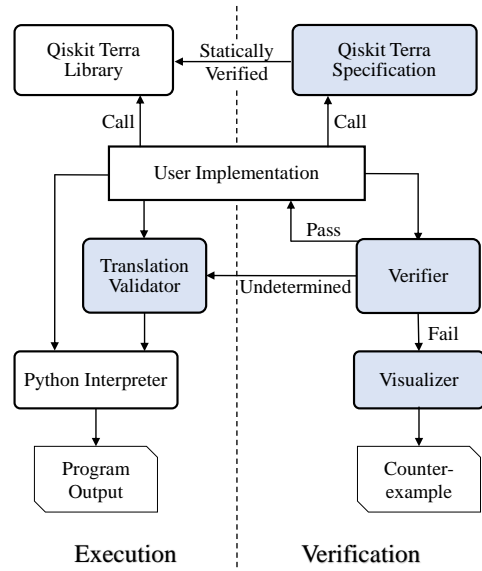 Qiskit Terra
Library
Statically
Verified
Qiskit Terra
Specification
Call
Call
User Implementation
Pass
Translation
Validator
Undetermined
Verifier
Fail
Python Interpreter
Visualizer
Program
Output
Counter-
example
Execution
Verification